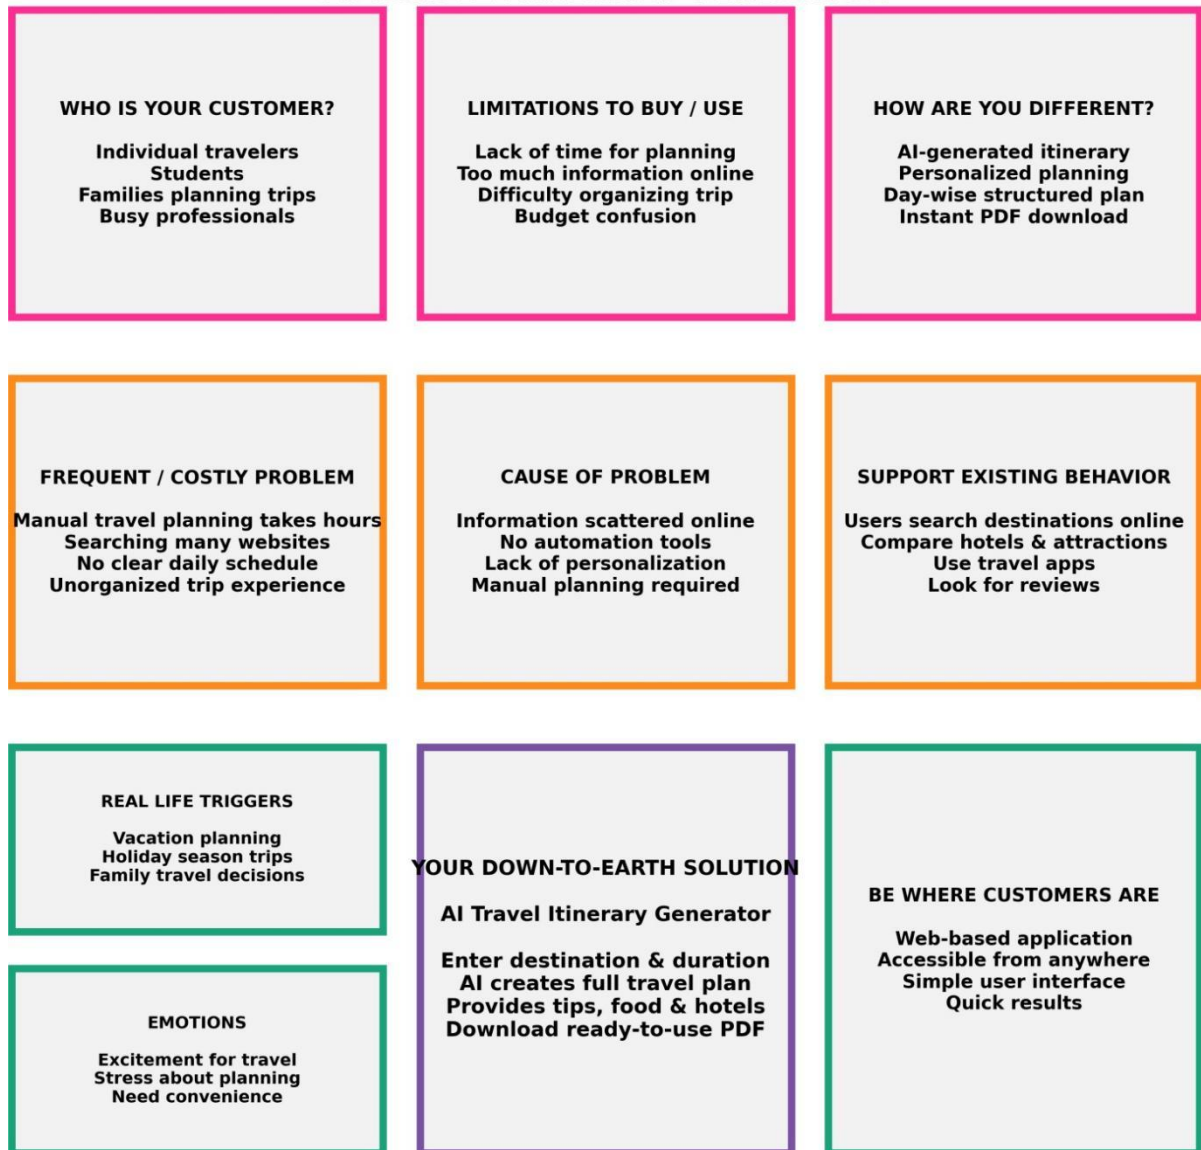 WHO IS YOUR CUSTOMER?
Individual travelers
Students
Families planning trips
Busy professionals
LIMITATIONS TO BUY / USE
Lack of time for planning
Too much information online
Difficulty organizing trip
Budget confusion
HOW ARE YOU DIFFERENT?
AI-generated itinerary
Personalized planning
Day-wise structured plan
Instant PDF download
FREQUENT / COSTLY PROBLEM
Manual travel planning takes hours
Searching many websites
No clear daily schedule
Unorganized trip experience
CAUSE OF PROBLEM
Information scattered online
No automation tools
Lack of personalization
Manual planning required
SUPPORT EXISTING BEHAVIOR
Users search destinations online
Compare hotels & attractions
Use travel apps
Look for reviews
REAL LIFE TRIGGERS
Vacation planning
Holiday season trips
Family travel decisions
EMOTIONS
Excitement for travel
Stress about planning
Need convenience
YOUR DOWN-TO-EARTH SOLUTION
AI Travel Itinerary Generator
Enter destination & duration
AI creates full travel plan
Provides tips, food & hotels
Download ready-to-use PDF
BE WHERE CUSTOMERS ARE
Web-based application
Accessible from anywhere
Simple user interface
Quick results